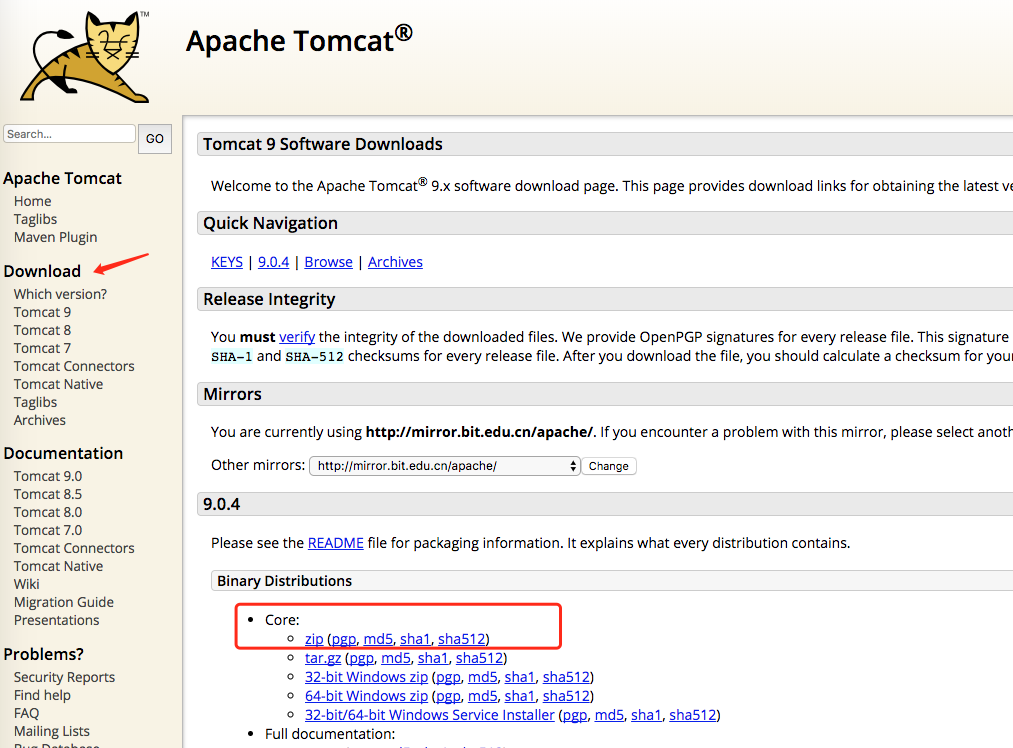 TM
Apache Tomcat®
Search...
GO
Apache Tomcat
Home
Taglibs
Maven Plugin
Download
Which version?
Tomcat 9
Tomcat 8
Tomcat 7
Tomcat Connectors
Tomcat Native
Taglibs
Archives
Documentation
Tomcat 9.0
Tomcat 8.5
Tomcat 8.0
Tomcat 7.0
Tomcat Connectors
Tomcat Native
Wiki
Migration Guide
Presentations
Problems?
Security Reports
Find help
FAQ
Mailing Lists
Bug Database
Tomcat 9 Software Downloads
Welcome to the Apache Tomcat® 9.x software download page. This page provides download links for obtaining the latest ve
Quick Navigation
KEYS | 9.0.4 | Browse | Archives
Release Integrity
You must verify the integrity of the downloaded files. We provide OpenPGP signatures for every release file. This signature
SHA-1 and SHA-512 checksums for every release file. After you download the file, you should calculate a checksum for your
Mirrors
You are currently using http://mirror.bit.edu.cn/apache/. If you encounter a problem with this mirror, please select anoth
Other mirrors: http://mirror.bit.edu.cn/apache/ Change
9.0.4
Please see the README file for packaging information. It explains what every distribution contains.
Binary Distributions
• Core:
○ zip (pgp, md5, sha1, sha512)
○ tar.gz (pgp, md5, sha1, sha512)
○ 32-bit Windows zip (pgp, md5, sha1, sha512)
○ 64-bit Windows zip (pgp, md5, sha1, sha512)
○ 32-bit/64-bit Windows Service Installer (pgp, md5, sha1, sha512)
• Full documentation: